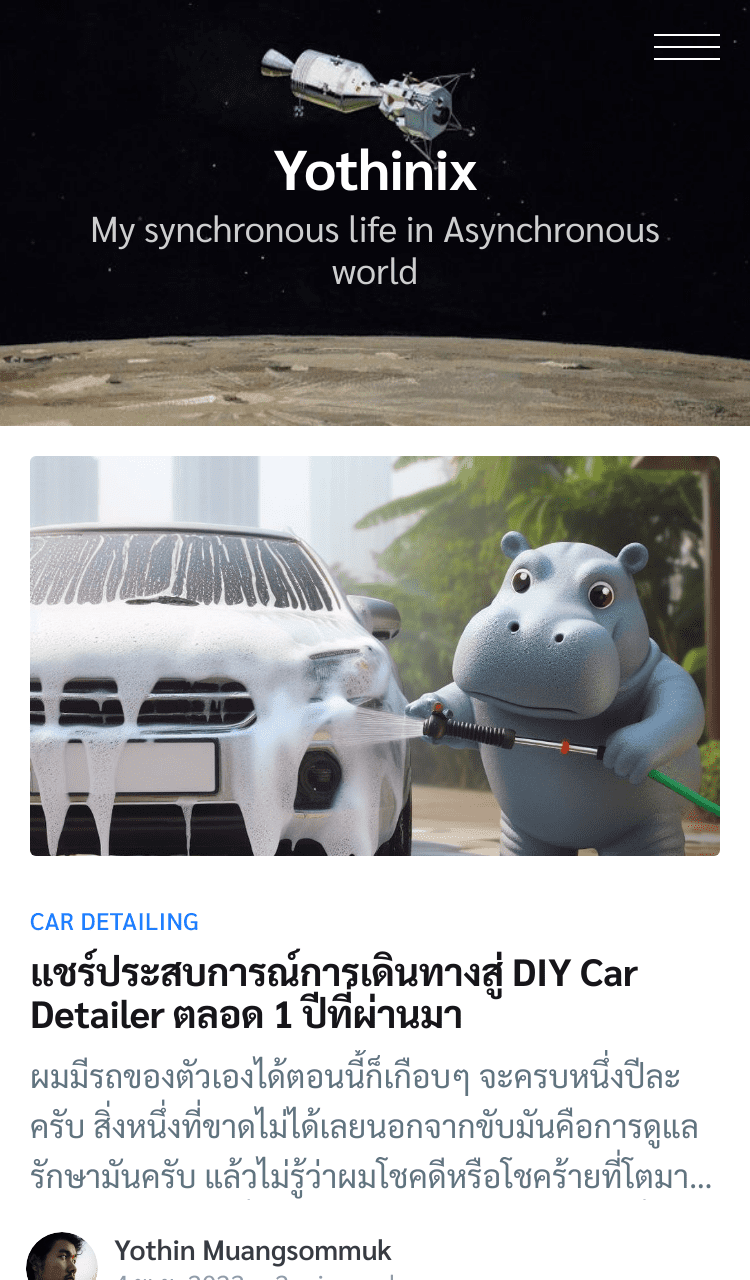 Yothinix
My synchronous life in Asynchronous
world
CAR DETAILING
แชร์ประสบการณ์การเดินทางสู่ DIY Car
Detailer ตลอด 1 ปีที่ผ่านมา
ผมมีรถของตัวเองได้ตอนนี้ก็เกือบๆ จะครบหนึ่งปีละ
ครับ สิ่งหนึ่งที่ขาดไม่ได้เลยนอกจากขับมันคือการดูแล
รักษามันครับ แล้วไม่รู้ว่าผมโชคดีหรือโชคร้ายที่โตมา...
Yothin Muangsommuk